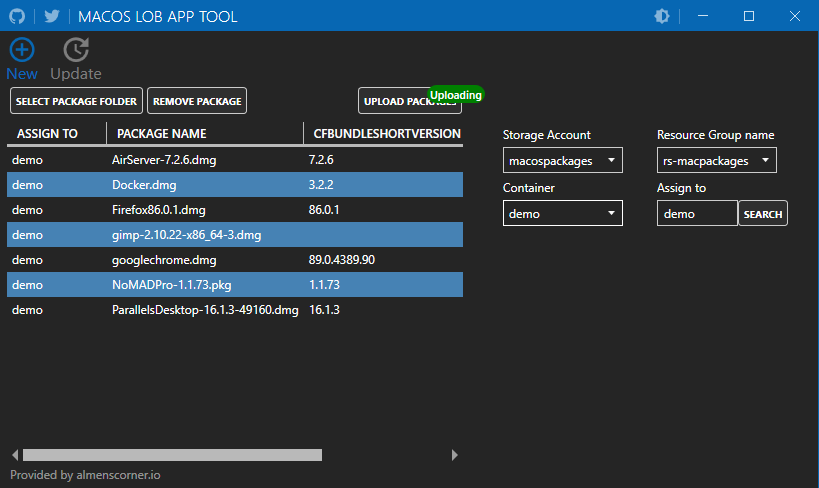 MACOS LOB APP TOOL
New Update
SELECT PACKAGE FOLDER REMOVE PACKAGE UPLOAD PACKAGES Uploading
ASSIGN TO PACKAGE NAME CFBUNDLESHORTVERSION
demo AirServer-7.2.6.dmg 7.2.6
demo Docker.dmg 3.2.2
demo Firefox86.0.1.dmg 86.0.1
demo gimp-2.10.22-x86_64-3.dmg
demo googlechrome.dmg 89.0.4389.90
demo NoMADPro-1.1.73.pkg 1.1.73
demo ParallelsDesktop-16.1.3-49160.dmg 16.1.3
Storage Account Resource Group name
macospackages rs-macpackages
Container Assign to
demo demo SEARCH
Provided by almenscorner.io